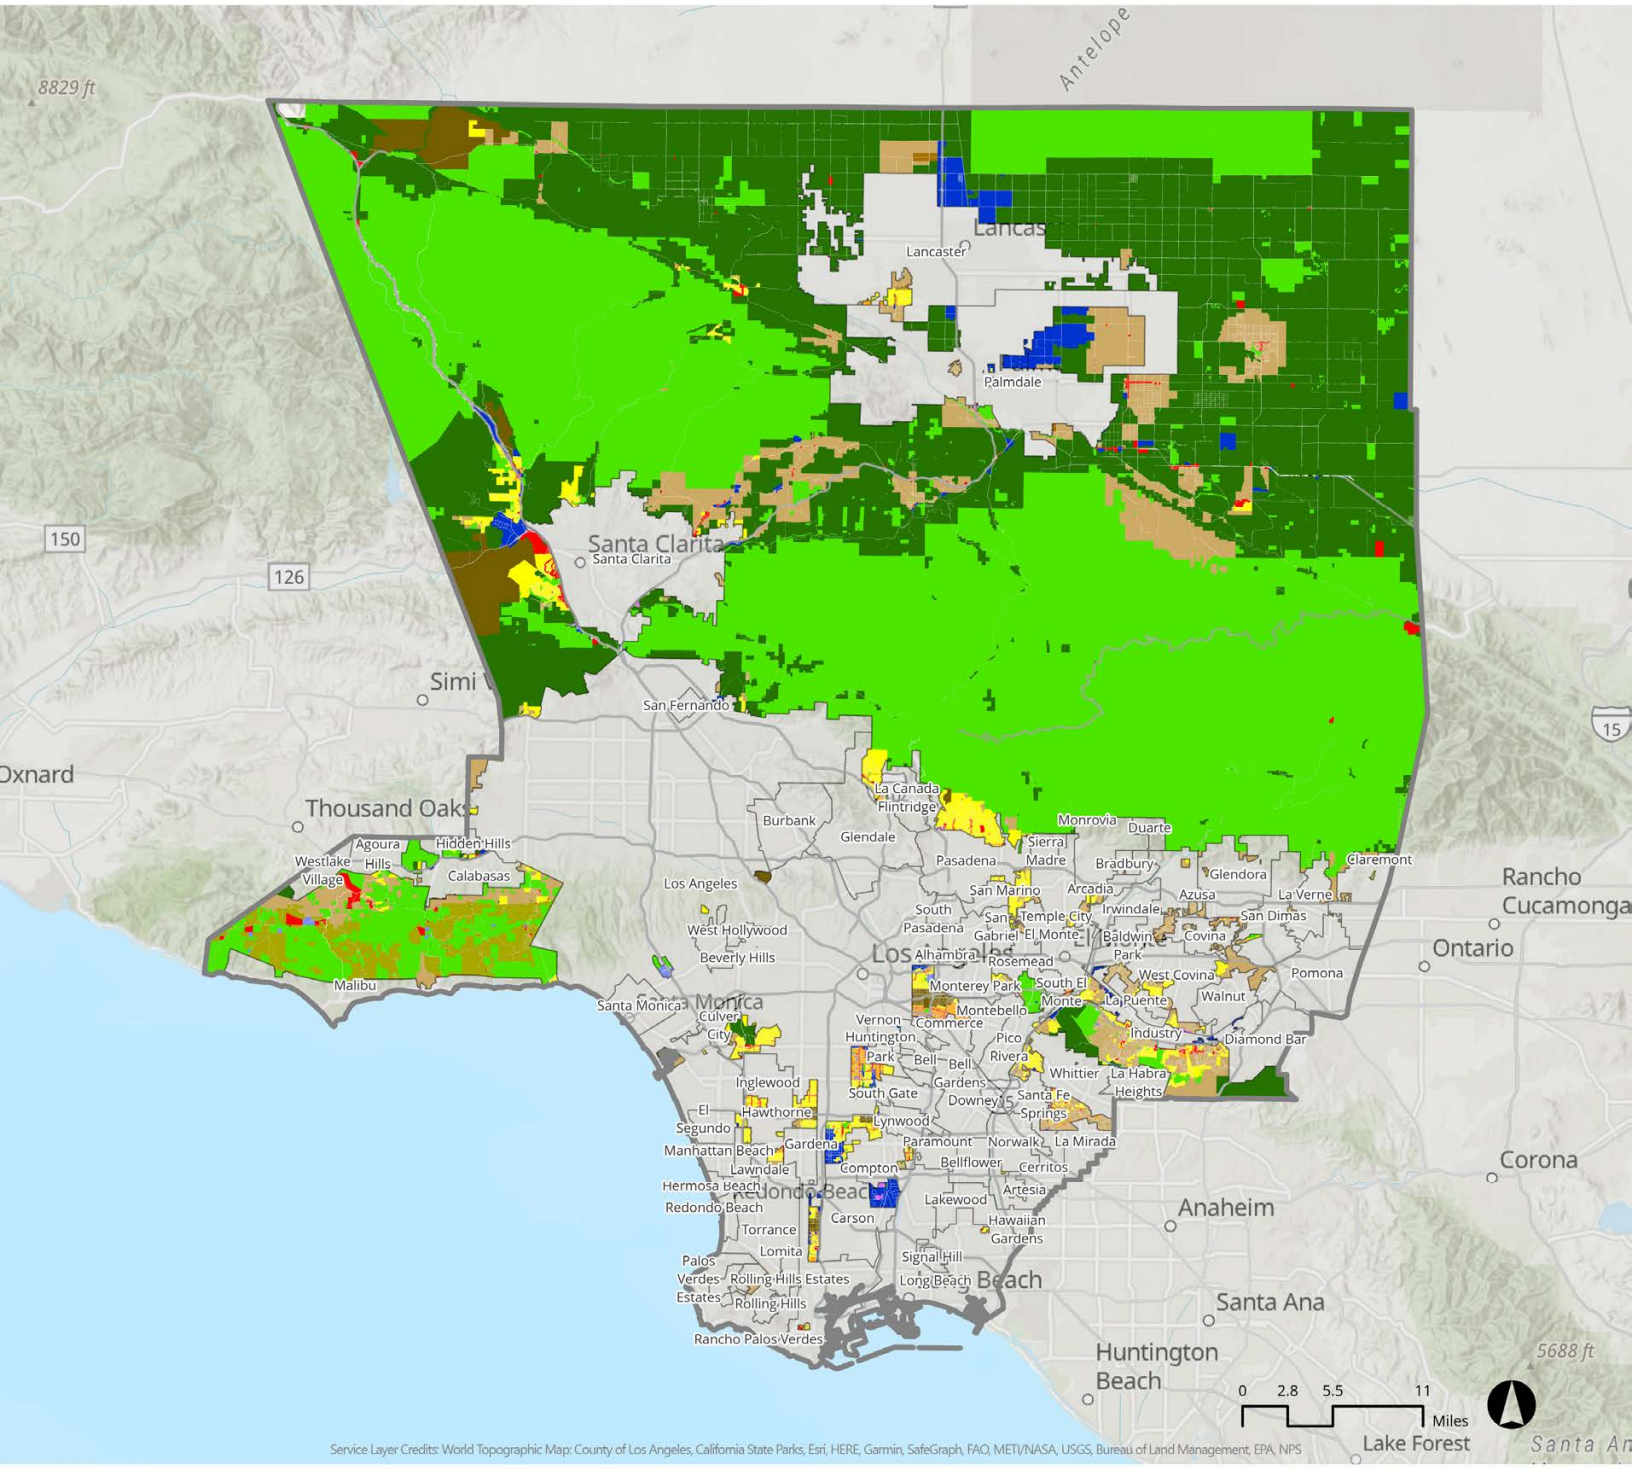 Antelope
8829 ft
Lancas
Lancaster
Palmdale
150
126
Santa Clarita
Santa Clarita
Simi V
San Fernando
15
Oxnard
Thousand Oaks
La Canada
Flintridge
Burbank
Glendale
Monrovia
Duarte
Agoura
Hills
Hidden Hills
Westlake
Village
Calabasas
Pasadena
Sierra
Madre
Bradbury
Glendora
Claremont
Los Angeles
San Marino
Arcadia
Azusa
La Verne
Rancho
Cucamonga
South
Pasadena
San
Gabriel
Temple City
Irwindale
San Dimas
West Hollywood
El Monte
Baldwin
Park
Covina
Ontario
Beverly Hills
Los Angeles
Alhambra
Rosemead
El Monte
Pomona
Malibu
Monterey Park
South El
Monte
West Covina
Walnut
Santa Monica
Santa Monica
Culver
City
Vernon
Commerce
Montebello
La Puente
Huntington
Park
Bell
Bell
Gardens
Pico
Rivera
Industry
Diamond Bar
Whittier
La Habra
Heights
Inglewood
South Gate
Downey
Santa Fe
Springs
El
Segundo
Hawthorne
Lynwood
Manhattan Beach
Gardena
Paramount
Norwalk
La Mirada
Lawndale
Compton
Bellflower
Cerritos
Corona
Hermosa Beach
Redondo Beach
Redondo Beach
Carson
Lakewood
Artesia
Hawaiian
Gardens
Anaheim
Torrance
Lomita
Signal Hill
Palos
Verdes
Estates
Rolling Hills Estates
Long Beach
Beach
Rolling Hills
Santa Ana
Rancho Palos Verdes
Huntington
Beach
5688 ft
0 2.8 5.5 11
Miles
Lake Forest
Santa An
Service Layer Credits: World Topographic Map: County of Los Angeles, California State Parks, Esri, HERE, Garmin, SafeGraph, FAO, METI/NASA, USGS, Bureau of Land Management, EPA, NPS